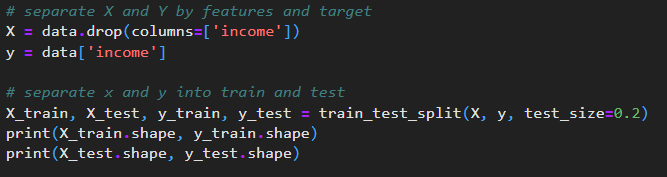 # separate X and Y by features and target
X = data.drop(columns=['income'])
y = data['income']
# separate x and y into train and test
X_train, X_test, y_train, y_test = train_test_split(X, y, test_size=0.2)
print(X_train.shape, y_train.shape)
print(X_test.shape, y_test.shape)